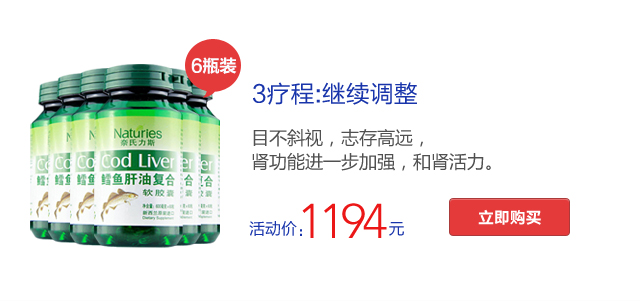 6瓶装
3疗程:继续调整
目不斜视，志存高远，
肾功能进一步加强，和肾活力。
活动价:1194元
立即购买
Naturies
奈氏力斯
Cod Liver
鳕鱼肝油复合
软胶囊